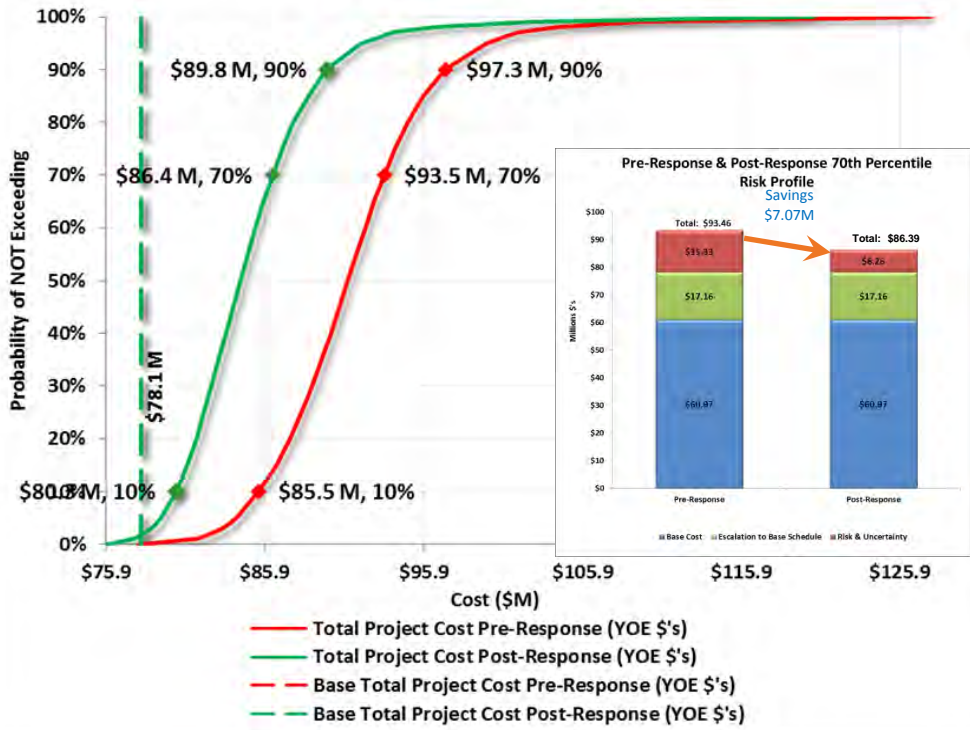 100%
90%
80%
70%
60%
50%
40%
30%
20%
10%
0%
Probability of NOT Exceeding
$89.8 M, 90%
$97.3 M, 90%
$86.4 M, 70%
$93.5 M, 70%
$78.1 M
M, 10%
$85.5 M, 10%
$75.9
$85.9
$95.9
$105.9
$115.9
$125.9
Cost ($M)
Total Project Cost Pre-Response (YOE $'s)
Total Project Cost Post-Response (YOE $'s)
Base Total Project Cost Pre-Response (YOE $'s)
Base Total Project Cost Post-Response (YOE $'s)
Pre-Response & Post-Response 70th Percentile
Risk Profile
Savings
$7.07M
Total: $93.46
Total: $86.39
$100
$90
$80
$70
$60
$50
$40
$30
$20
$10
$0
Millions $'s
$17.16
$17.16
$60.97
$60.97
Pre-Response
Post-Response
Base Cost
Escalation to Base Schedule
Risk & Uncertainty